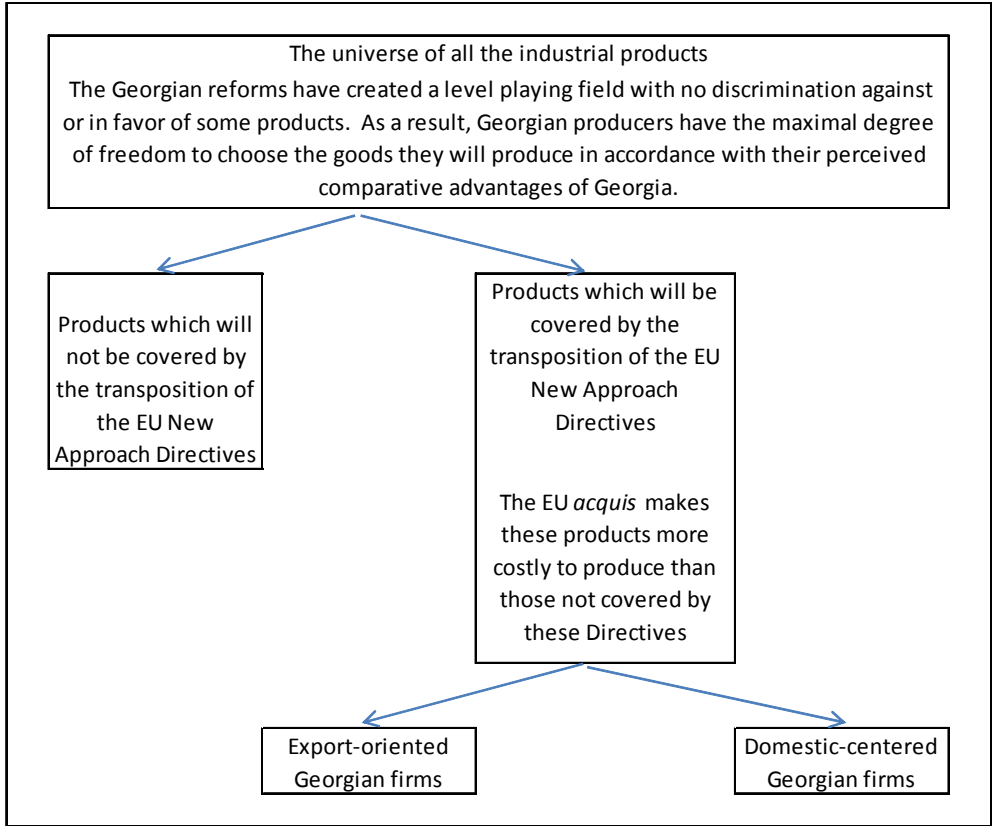 The universe of all the industrial products
The Georgian reforms have created a level playing field with no discrimination against
or in favor of some products. As a result, Georgian producers have the maximal degree
of freedom to choose the goods they will produce in accordance with their perceived
comparative advantages of Georgia.
Products which will
not be covered by
the transposition of
the EU New
Approach Directives
Products which will be
covered by the
transposition of the EU
New Approach
Directives
The EU acquis makes
these products more
costly to produce than
those not covered by
these Directives
Export-oriented
Georgian firms
Domestic-centered
Georgian firms